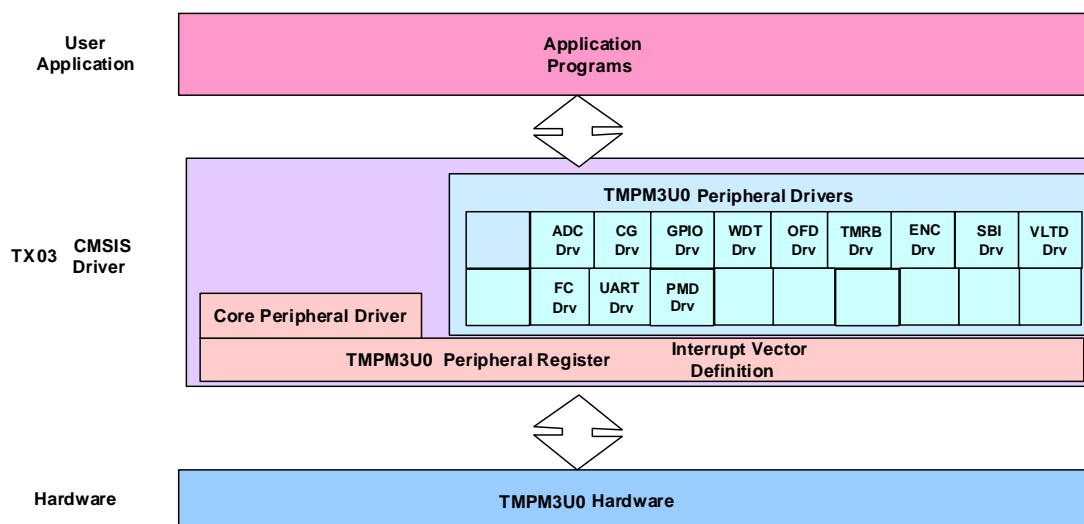 User
Application
Application
Programs
TMPM3U0 Peripheral Drivers
ADC
Drv
CG
Drv
GPIO
Drv
WDT
Drv
OFD
Drv
TMRB
Drv
ENC
Drv
SBI
Drv
VLTD
Drv
TX03 CMSIS
Driver
FC
Drv
UART
Drv
PMD
Drv
Core Peripheral Driver
TMPM3U0 Peripheral Register
Interrupt Vector
Definition
Hardware
TMPM3U0 Hardware